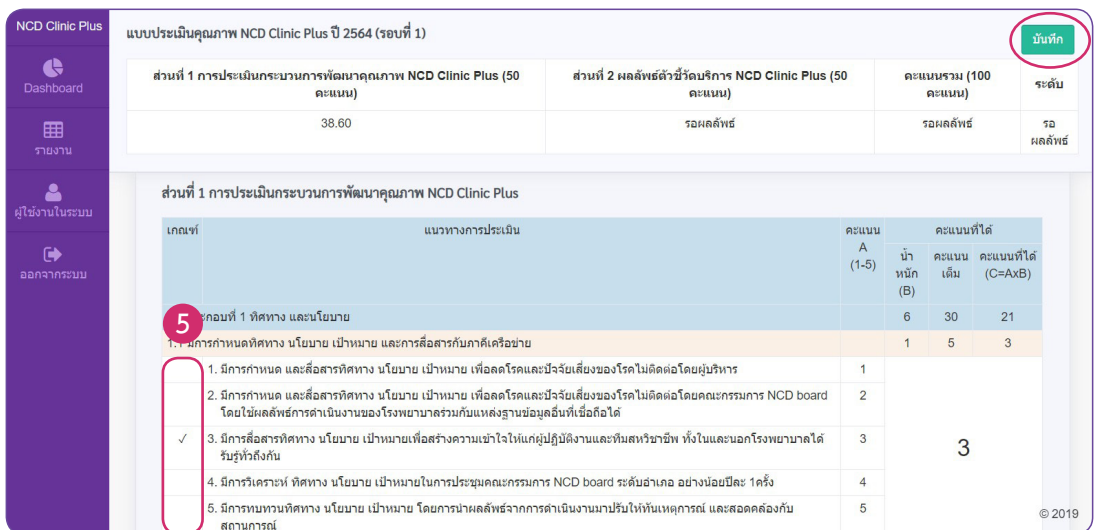 NCD Clinic Plus
Dashboard
รายงาน
ผู้ใช้งานในระบบ
ออกจากระบบ
แบบประเมินคุณภาพ NCD Clinic Plus ปี 2564 (รอบที่ 1)
บันทึก
ส่วนที่ 1 การประเมินกระบวนการพัฒนาคุณภาพ NCD Clinic Plus (50
คะแนน)
ส่วนที่ 2 ผลลัพธ์ตัวชี้วัดบริการ NCD Clinic Plus (50
คะแนน)
คะแนนรวม (100
คะแนน)
ระดับ
38.60
รอผลลัพธ์
รอผลลัพธ์
รอ
ผลลัพธ์
ส่วนที่ 1 การประเมินกระบวนการพัฒนาคุณภาพ NCD Clinic Plus
เกณฑ์
แนวทางการประเมิน
คะแนน
A
(1-5)
คะแนนที่ได้
น้ำ
หนัก
(B)
คะแนน
เต็ม
คะแนนที่ได้
(C=AxB)
5
ะกอบที่ 1 ทิศทาง และนโยบาย
6 30 21
1.1 มีการกำหนดทิศทาง นโยบาย เป้าหมาย และการสื่อสารกับภาคีเครือข่าย
1 5 3
1. มีการกำหนด และสื่อสารทิศทาง นโยบาย เป้าหมาย เพื่อลดโรคและปัจจัยเสี่ยงของโรคไม่ติดต่อโดยผู้บริหาร
1
2. มีการกำหนด และสื่อสารทิศทาง นโยบาย เป้าหมาย เพื่อลดโรคและปัจจัยเสี่ยงของโรคไม่ติดต่อโดยคณะกรรมการ NCD board
โดยใช้ผลลัพธ์การดำเนินงานของโรงพยาบาลร่วมกับแหล่งฐานข้อมูลอื่นที่เชื่อถือได้
2
✓ 3. มีการสื่อสารทิศทาง นโยบาย เป้าหมายเพื่อสร้างความเข้าใจให้แก่ผู้ปฏิบัติงานและทีมสหวิชาชีพ ทั้งในและนอกโรงพยาบาลได้
รับรู้ทั่วถึงกัน
3
3
4. มีการวิเคราะห์ ทิศทาง นโยบาย เป้าหมายในการประชุมคณะกรรมการ NCD board ระดับอำเภอ อย่างน้อยปีละ 1ครั้ง
4
5. มีการทบทวนทิศทาง นโยบาย เป้าหมาย โดยการนำผลลัพธ์จากการดำเนินงานมาปรับให้ทันเหตุการณ์ และสอดคล้องกับ
สถานการณ์
5
© 2019